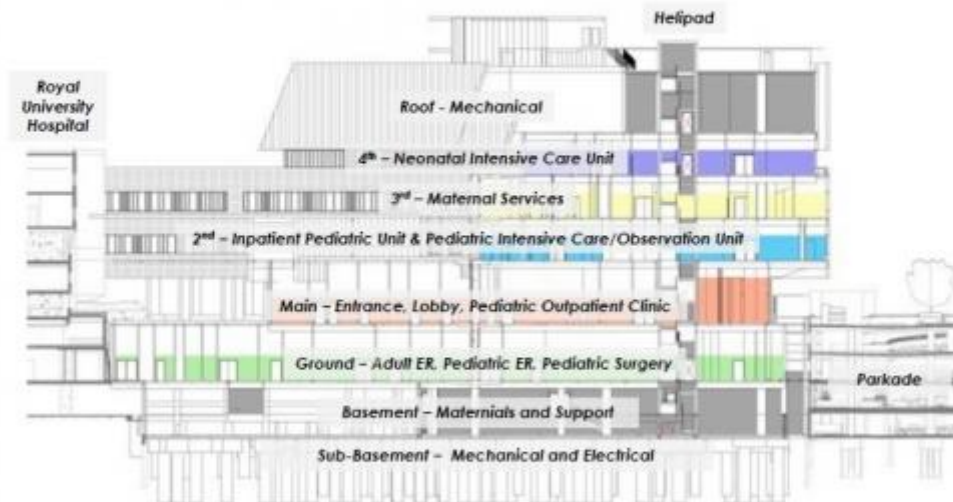 Helipad
Royal
University
Hospital
Roof - Mechanical
4th – Neonatal Intensive Care Unit
3rd – Maternal Services
2nd – Inpatient Pediatric Unit & Pediatric Intensive Care/Observation Unit
Main – Entrance, Lobby, Pediatric Outpatient Clinic
Ground – Adult ER, Pediatric ER, Pediatric Surgery
Parkade
Basement – Maternials and Support
Sub-Basement – Mechanical and Electrical